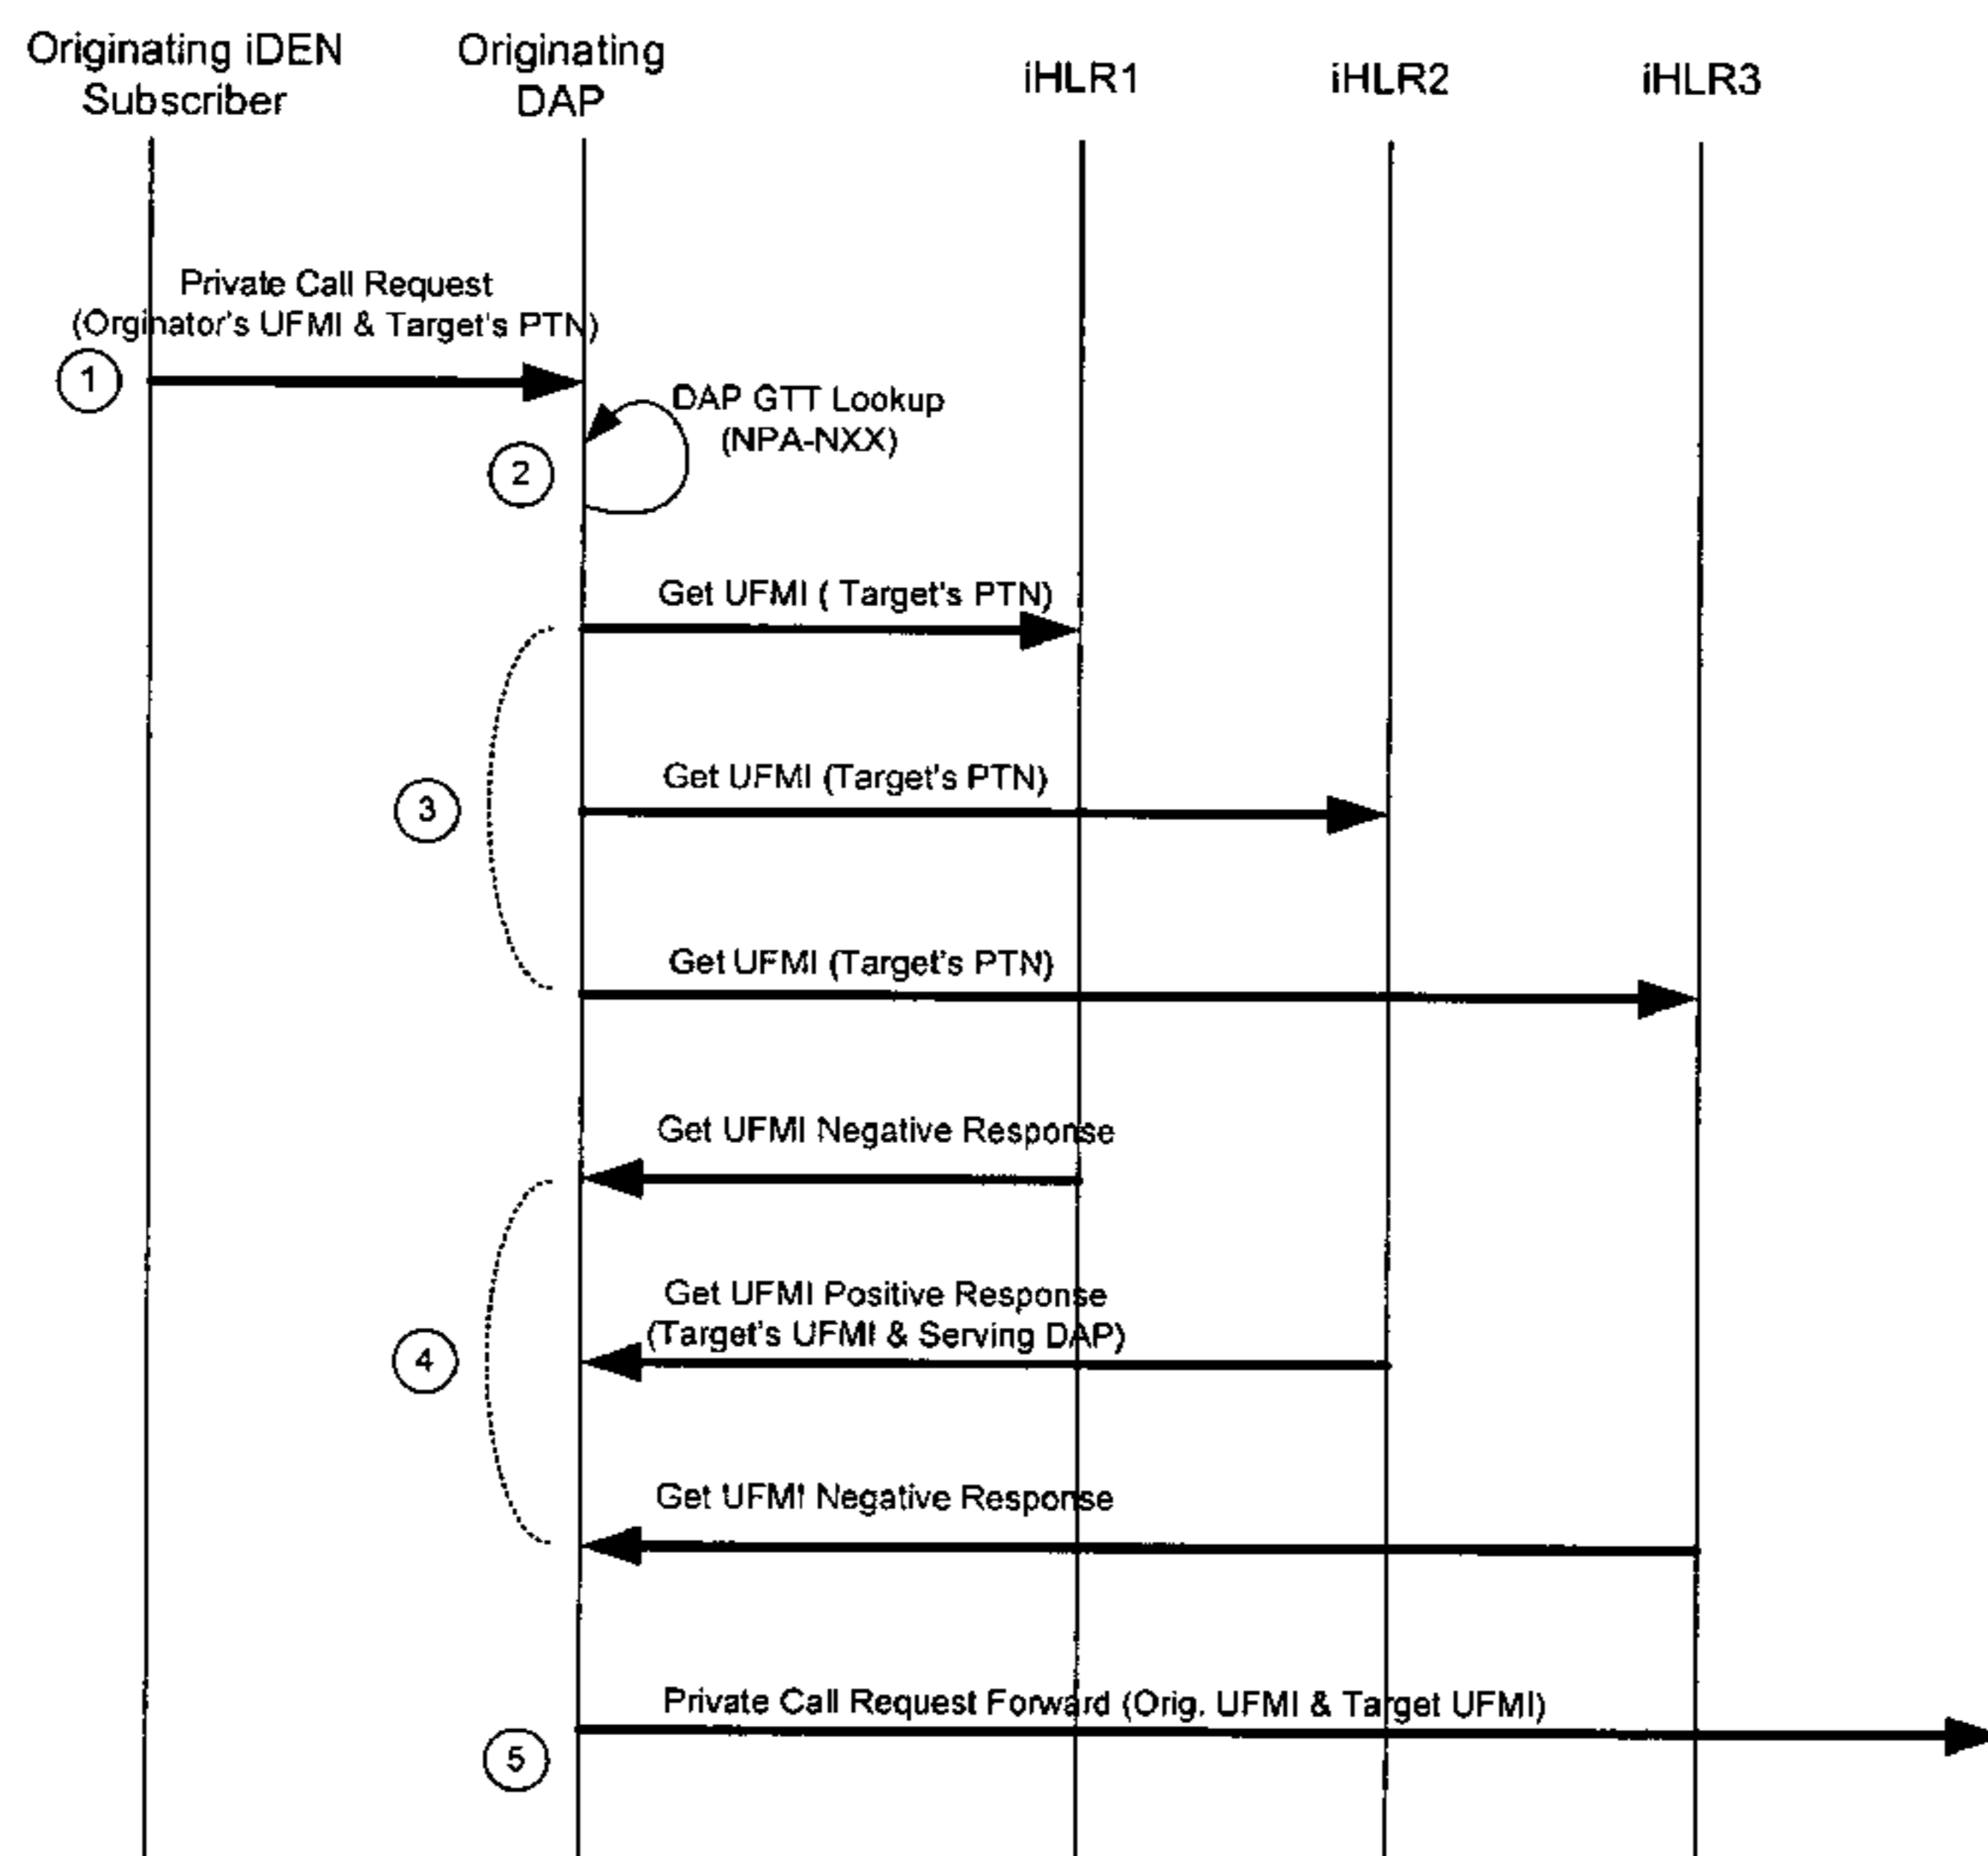 Originating iDEN
Subscriber
Originating
DAP
iHLR1
iHLR2
iHLR3
Private Call Request
(Orginator's UFMI & Target's PTN)
1
DAP GTT Lookup
(NPA-NXX)
2
Get UFMI ( Target's PTN)
3
Get UFMI (Target's PTN)
Get UFMI (Target's PTN)
Get UFMI Negative Response
Get UFMI Positive Response
(Target's UFMI & Serving DAP)
4
Get UFMI Negative Response
Private Call Request Forward (Orig. UFMI & Target UFMI)
5